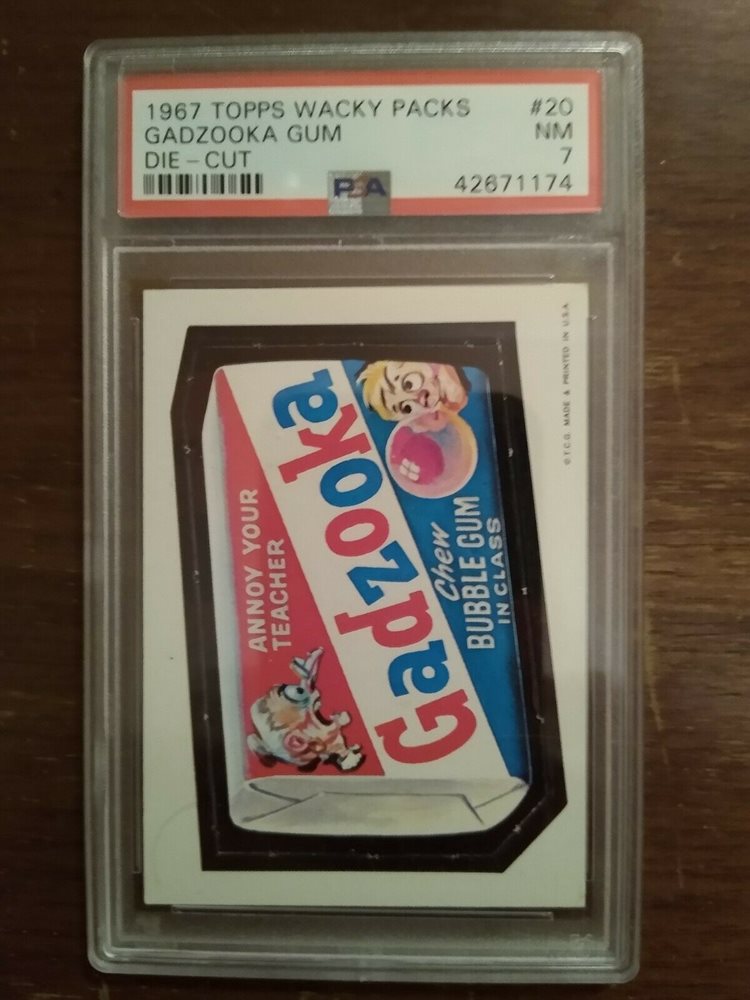 1967 TOPPS WACKY PACKS #20
GADZOOKA GUM NM
DIE - CUT 7
PSA 42671174
©T.C.G. MADE & PRINTED IN U.S.A.
ANNOY YOUR
TEACHER
Gadzooka
Chew
BUBBLE GUM
IN CLASS